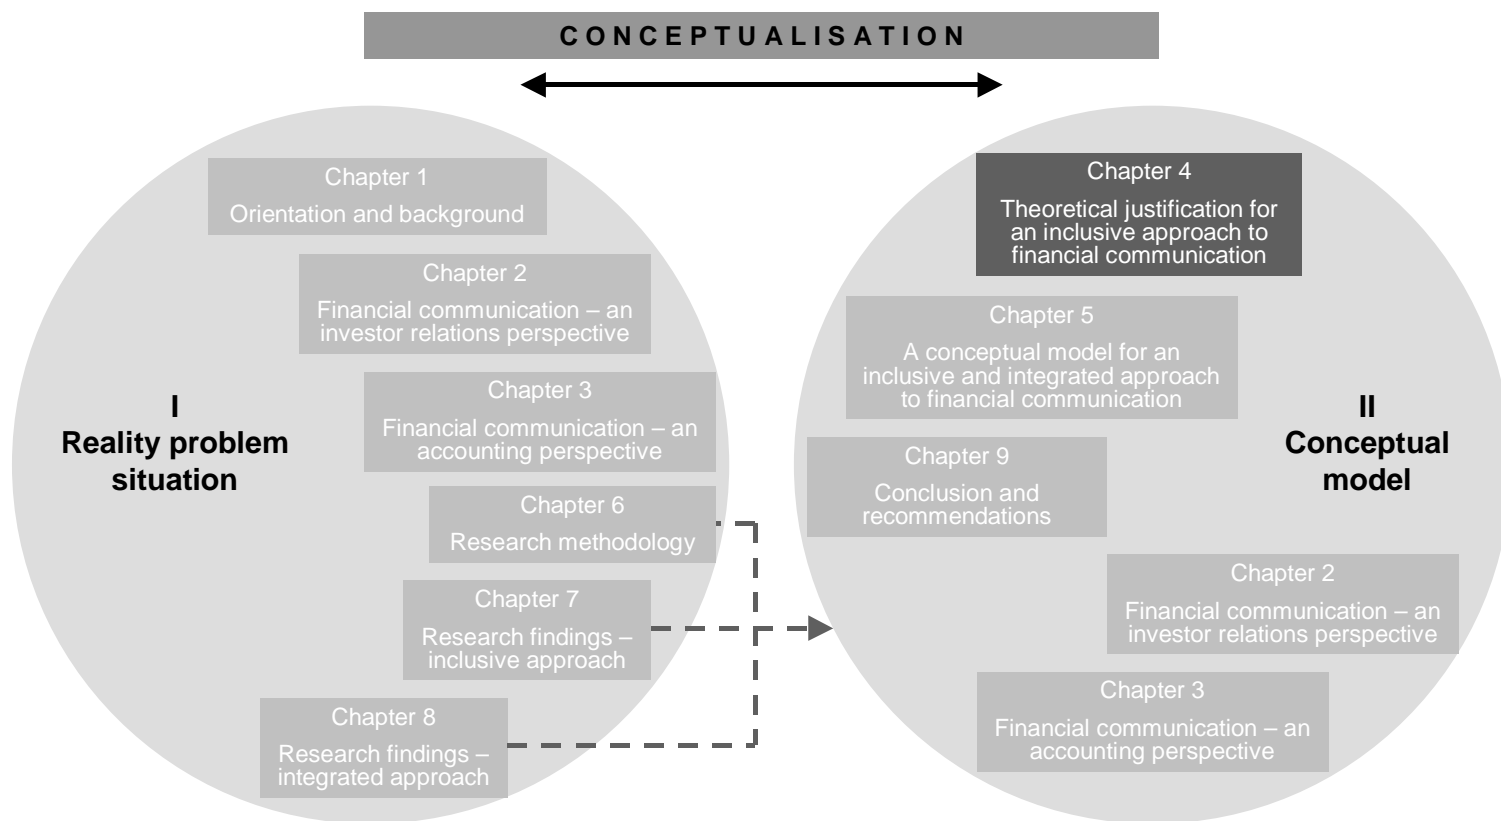 CONCEPTUALISATION
Chapter 1
Orientation and background
Chapter 2
Financial communication – an
investor relations perspective
Chapter 3
Financial communication – an
accounting perspective
I
Reality problem
situation
Chapter 6
Research methodology
Chapter 7
Research findings –
inclusive approach
Chapter 8
Research findings –
integrated approach
Chapter 4
Theoretical justification for
an inclusive approach to
financial communication
Chapter 5
A conceptual model for an
inclusive and integrated approach
to financial communication
II
Conceptual
model
Chapter 9
Conclusion and
recommendations
Chapter 2
Financial communication – an
investor relations perspective
Chapter 3
Financial communication – an
accounting perspective